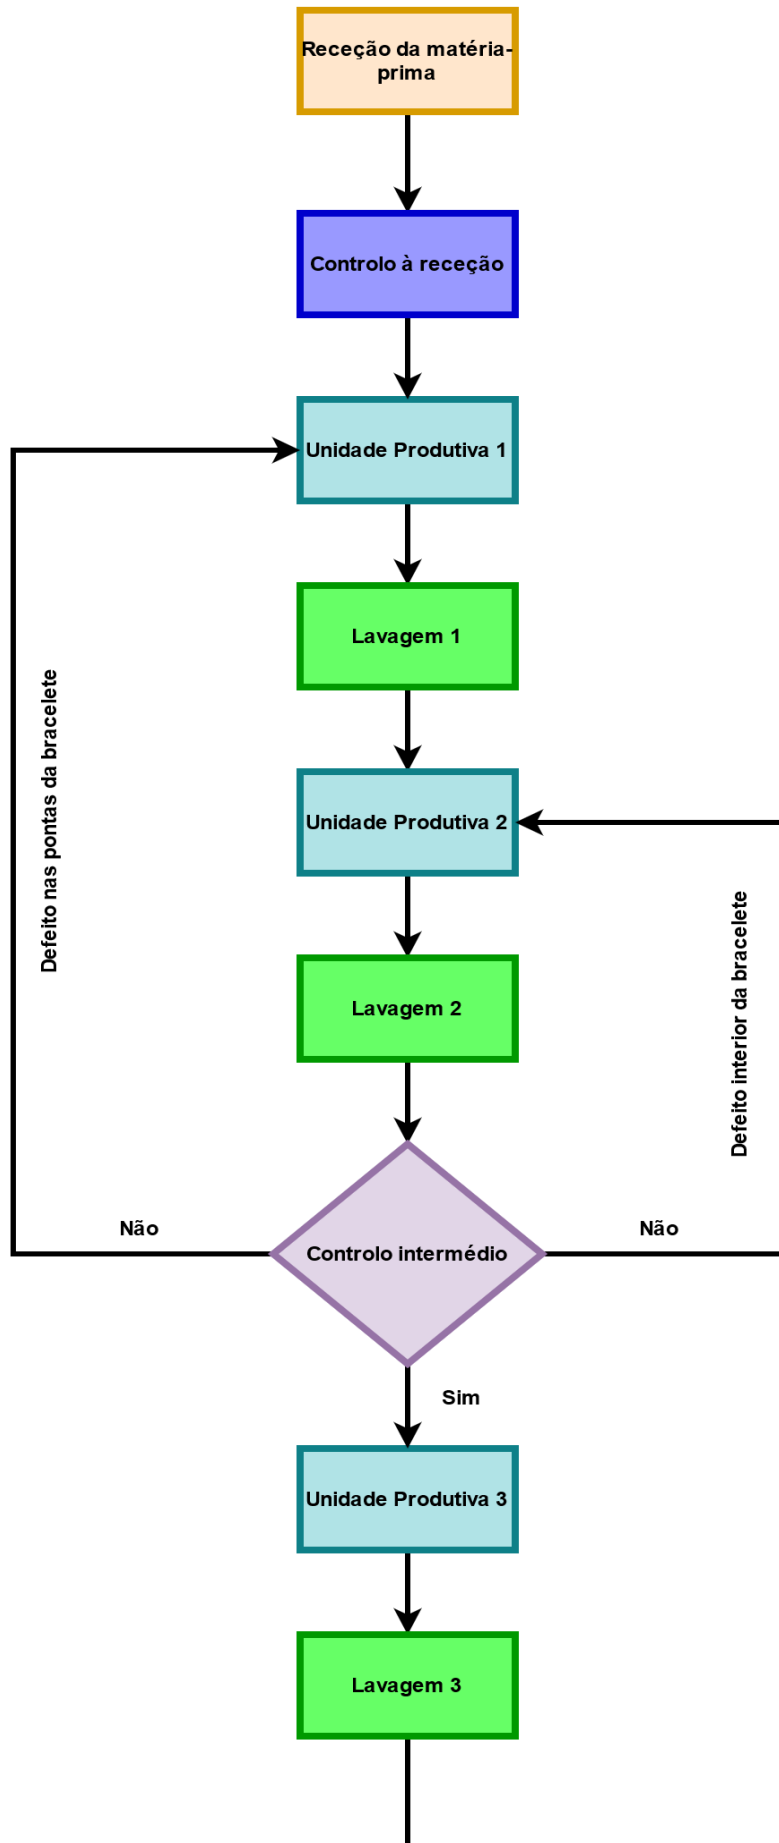 Receção da matéria-
prima
Controlo à receção
Unidade Produtiva 1
Lavagem 1
Defeito nas pontas da bracelete
Unidade Produtiva 2
Defeito interior da bracelete
Lavagem 2
Não
Controlo intermédio
Não
Sim
Unidade Produtiva 3
Lavagem 3